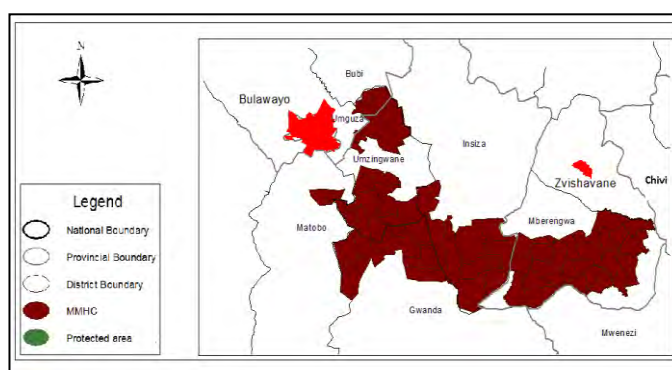 N
Bubi
Bulawayo
Umguza
Umzingwane
Insiza
Zvishavane
Chivi
Matobo
Mberengwa
Gwanda
Mwenezi
Legend
National Boundary
Provincial Boundary
District Boundary
MMHC
Protected area